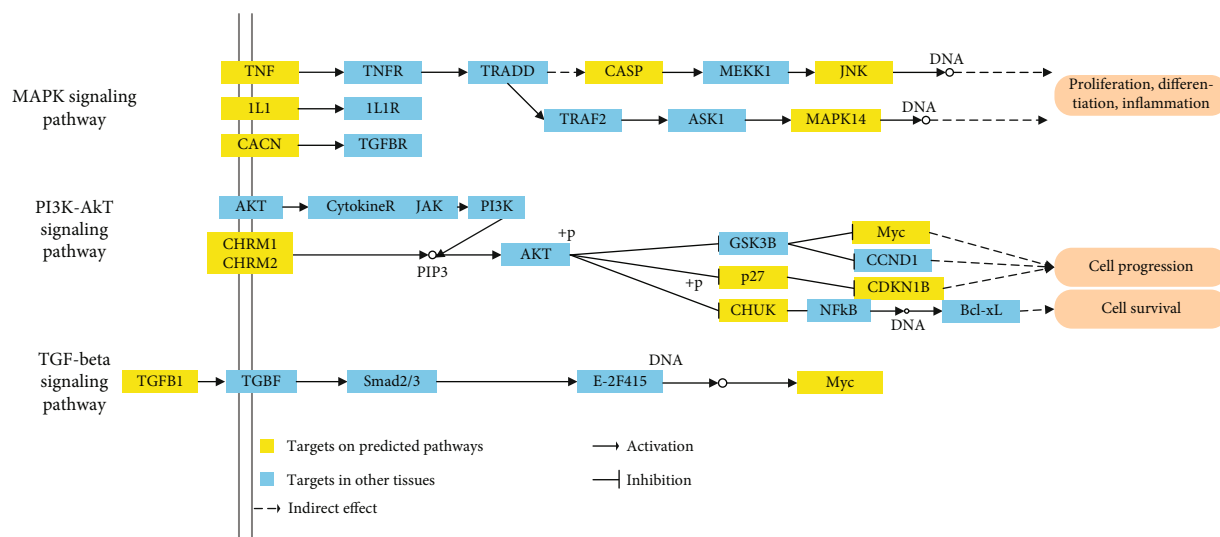 MAPK signaling
pathway
TNF
TNFR
TRADD
CASP
MEKK1
JNK
DNA
1L1
1L1R
TRAF2
ASK1
MAPK14
DNA
CACN
TGFBR
Proliferation, differen-
tiation, inflammation
PI3K-AkT
signaling
pathway
AKT
CytokineR JAK
PI3K
CHRM1
CHRM2
PIP3
AKT
+p
+p
GSK3B
Myc
CCND1
p27
CDKN1B
CHUK
NFkB
DNA
Bcl-xL
Cell progression
Cell survival
TGF-beta
signaling
pathway
TGFB1
TGBF
Smad2/3
E-2F415
DNA
Myc
Targets on predicted pathways
Activation
Targets in other tissues
Inhibition
Indirect effect